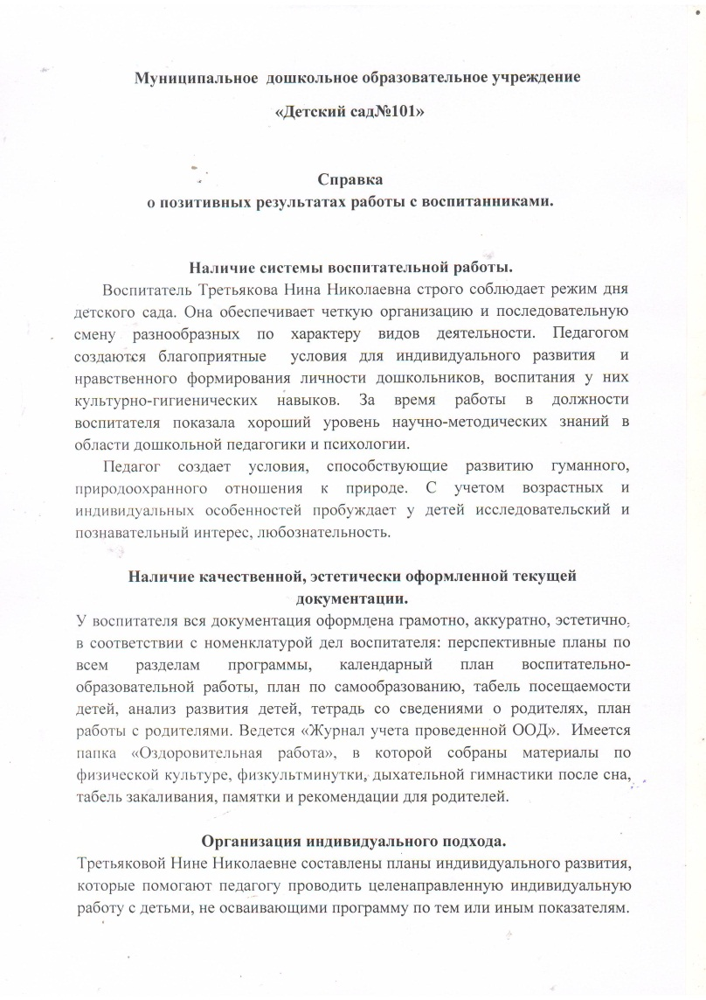 Муниципальное дошкольное образовательное учреждение
«Детский сад№101»
Справка
о позитивных результатах работы с воспитанниками.
Наличие системы воспитательной работы.
Воспитатель Третьякова Нина Николаевна строго соблюдает режим дня
детского сада. Она обеспечивает четкую организацию и последовательную
смену разнообразных по характеру видов деятельности. Педагогом
создаются благоприятные условия для индивидуального развития и
нравственного формирования личности дошкольников, воспитания у них
культурно-гигиенических навыков. За время работы в должности
воспитателя показала хороший уровень научно-методических знаний в
области дошкольной педагогики и психологии.
Педагог создает условия, способствующие развитию гуманного,
природоохранного отношения к природе. С учетом возрастных и
индивидуальных особенностей пробуждает у детей исследовательский и
познавательный интерес, любознательность.
Наличие качественной, эстетически оформленной текущей
документации.
У воспитателя вся документация оформлена грамотно, аккуратно, эстетично,
в соответствии с номенклатурой дел воспитателя: перспективные планы по
всем разделам программы, календарный план воспитательно-
образовательной работы, план по самообразованию, табель посещаемости
детей, анализ развития детей, тетрадь со сведениями о родителях, план
работы с родителями. Ведется «Журнал учета проведенной ООД». Имеется
папка «Оздоровительная работа», в которой собраны материалы по
физической культуре, физкультминутки, дыхательной гимнастики после сна,
табель закаливания, памятки и рекомендации для родителей.
Организация индивидуального подхода.
Третьяковой Нине Николаевне составлены планы индивидуального развития,
которые помогают педагогу проводить целенаправленную индивидуальную
работу с детьми, не осваивающими программу по тем или иным показателям.